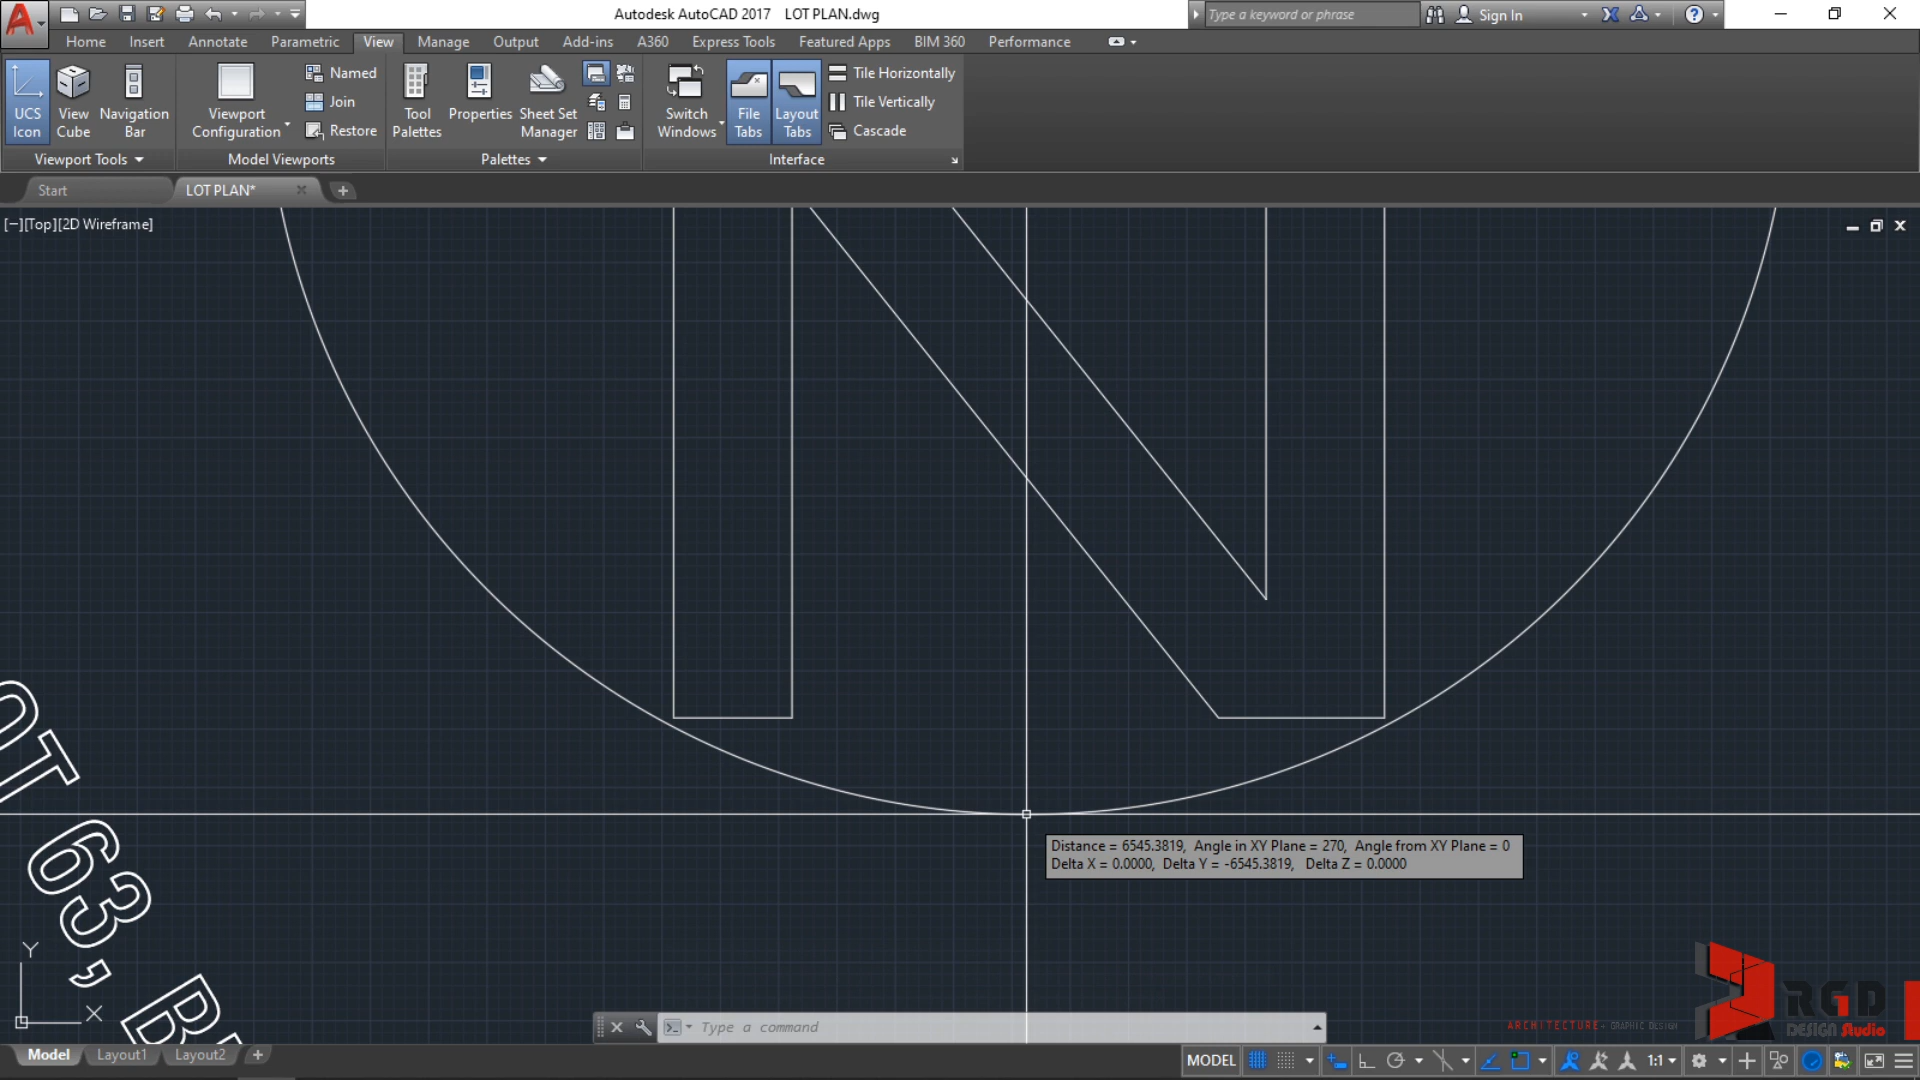 Autodesk AutoCAD 2017 LOT PLAN.dwg
Type a keyword or phrase
Sign In
Home Insert Annotate Parametric View Manage Output Add-ins A360 Express Tools Featured Apps BIM 360 Performance
UCS Icon
View Cube
Navigation Bar
Viewport Configuration
Named
Join
Restore
Tool Palettes
Properties
Sheet Set Manager
Switch Windows
File Tabs
Layout Tabs
Tile Horizontally
Tile Vertically
Cascade
Viewport Tools
Model Viewports
Palettes
Interface
Start
LOT PLAN*
[−][Top][2D Wireframe]
N
OT 63, B
Distance = 6545.3819, Angle in XY Plane = 270, Angle from XY Plane = 0
Delta X = 0.0000, Delta Y = -6545.3819, Delta Z = 0.0000
Y
X
Type a command
RGD
DESIGN Studio
ARCHITECTURE + GRAPHIC DESIGN
Model Layout1 Layout2
MODEL
1:1